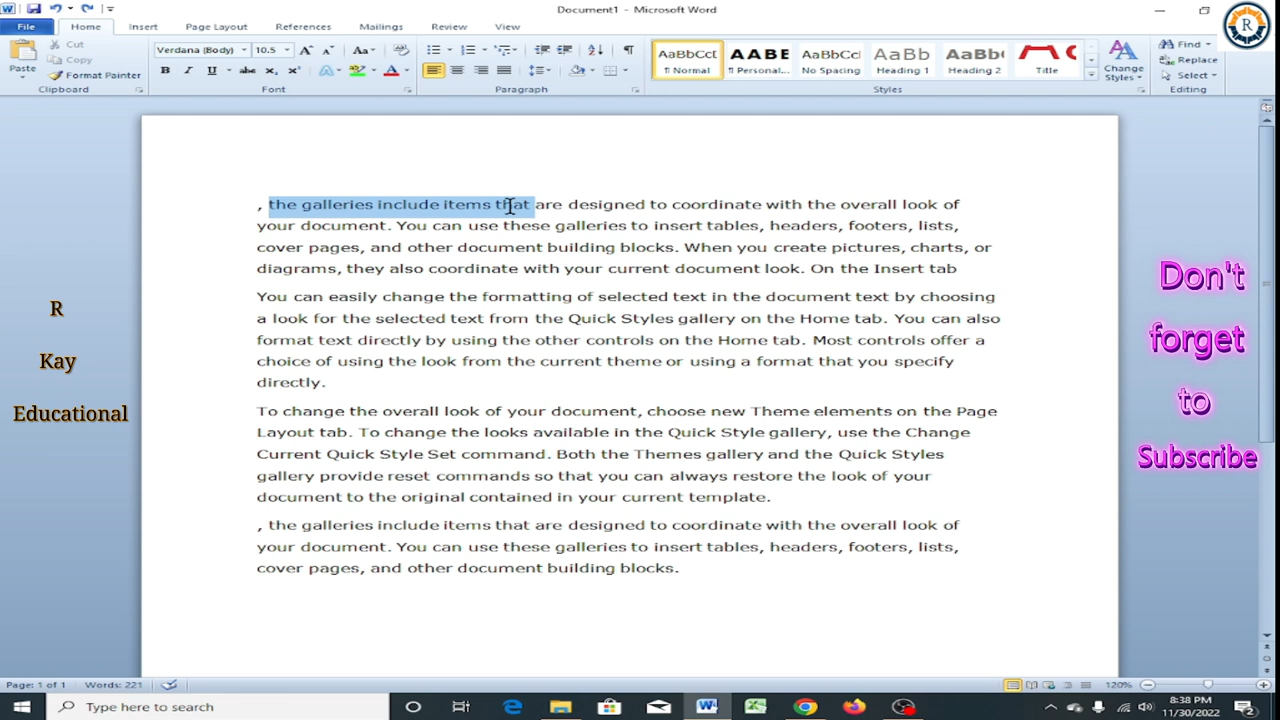 Document1 - Microsoft Word
File Home Insert Page Layout References Mailings Review View
Paste
Cut
Copy
Format Painter
Clipboard
Verdana (Body) 10.5
Font
Paragraph
AaBbCcI AABE AaBbCcI AaBb AaBbC
¶ Normal ¶ Personal... No Spacing Heading 1 Heading 2 Title
Styles
Change
Styles
Find
Replace
Select
Editing
R
, the galleries include items that are designed to coordinate with the overall look of
your document. You can use these galleries to insert tables, headers, footers, lists,
cover pages, and other document building blocks. When you create pictures, charts, or
diagrams, they also coordinate with your current document look. On the Insert tab
You can easily change the formatting of selected text in the document text by choosing
a look for the selected text from the Quick Styles gallery on the Home tab. You can also
format text directly by using the other controls on the Home tab. Most controls offer a
choice of using the look from the current theme or using a format that you specify
directly.
To change the overall look of your document, choose new Theme elements on the Page
Layout tab. To change the looks available in the Quick Style gallery, use the Change
Current Quick Style Set command. Both the Themes gallery and the Quick Styles
gallery provide reset commands so that you can always restore the look of your
document to the original contained in your current template.
, the galleries include items that are designed to coordinate with the overall look of
your document. You can use these galleries to insert tables, headers, footers, lists,
cover pages, and other document building blocks.
R
Kay
Educational
Don't
forget
to
Subscribe
Page: 1 of 1 Words: 221
120%
Type here to search
8:38 PM
11/30/2022